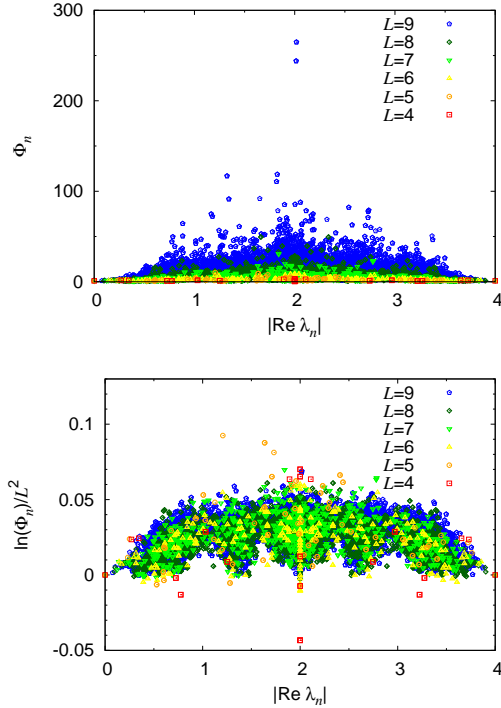 300
200
100
0
Φn
L=9
L=8
L=7
L=6
L=5
L=4
0 1 2 3 4
|Re λn|
0.1
0.05
0
-0.05
ln(Φn)/L2
L=9
L=8
L=7
L=6
L=5
L=4
0 1 2 3 4
|Re λn|